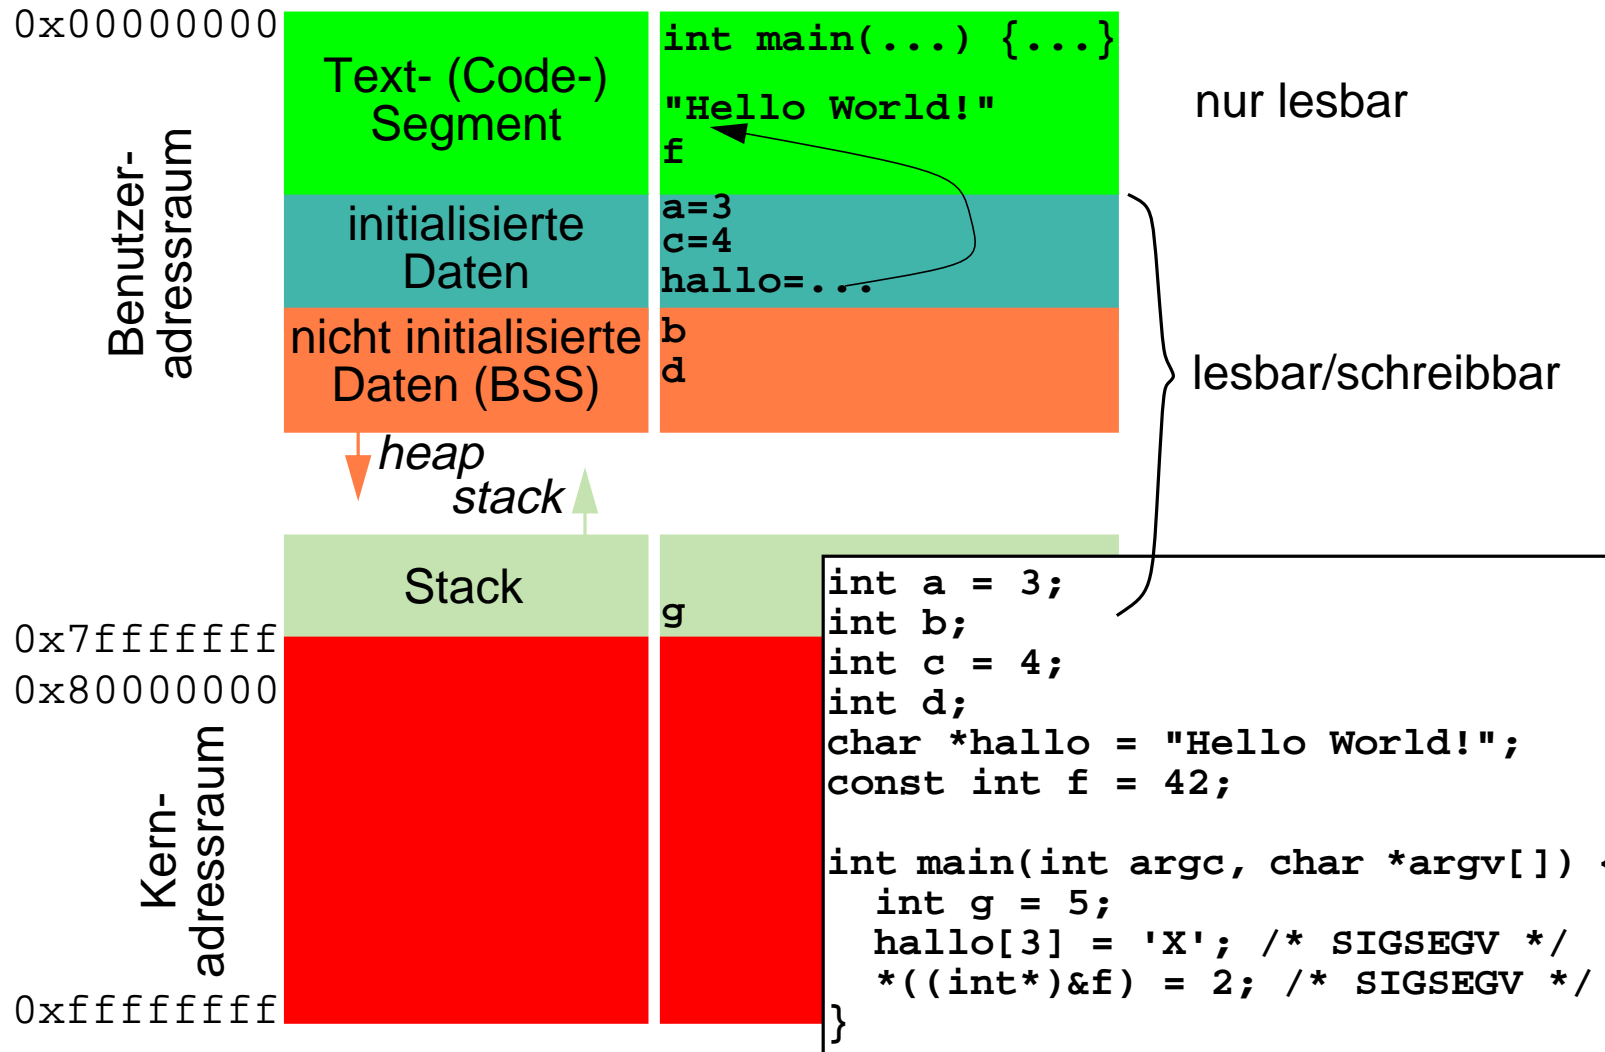 0x00000000
Benutzer-
adressraum
Text- (Code-)
Segment
int main(...) {...}
"Hello World!"
f
nur lesbar
initialisierte
Daten
a=3
c=4
hallo=...
nicht initialisierte
Daten (BSS)
b
d
lesbar/schreibbar
heap
stack
Stack
g
0x7fffffff
0x80000000
Kern-
adressraum
0xffffffff
int a = 3;
int b;
int c = 4;
int d;
char *hallo = "Hello World!";
const int f = 42;
int main(int argc, char *argv[]) {
int g = 5;
hallo[3] = 'X'; /* SIGSEGV */
*((int*)&f) = 2; /* SIGSEGV */
}